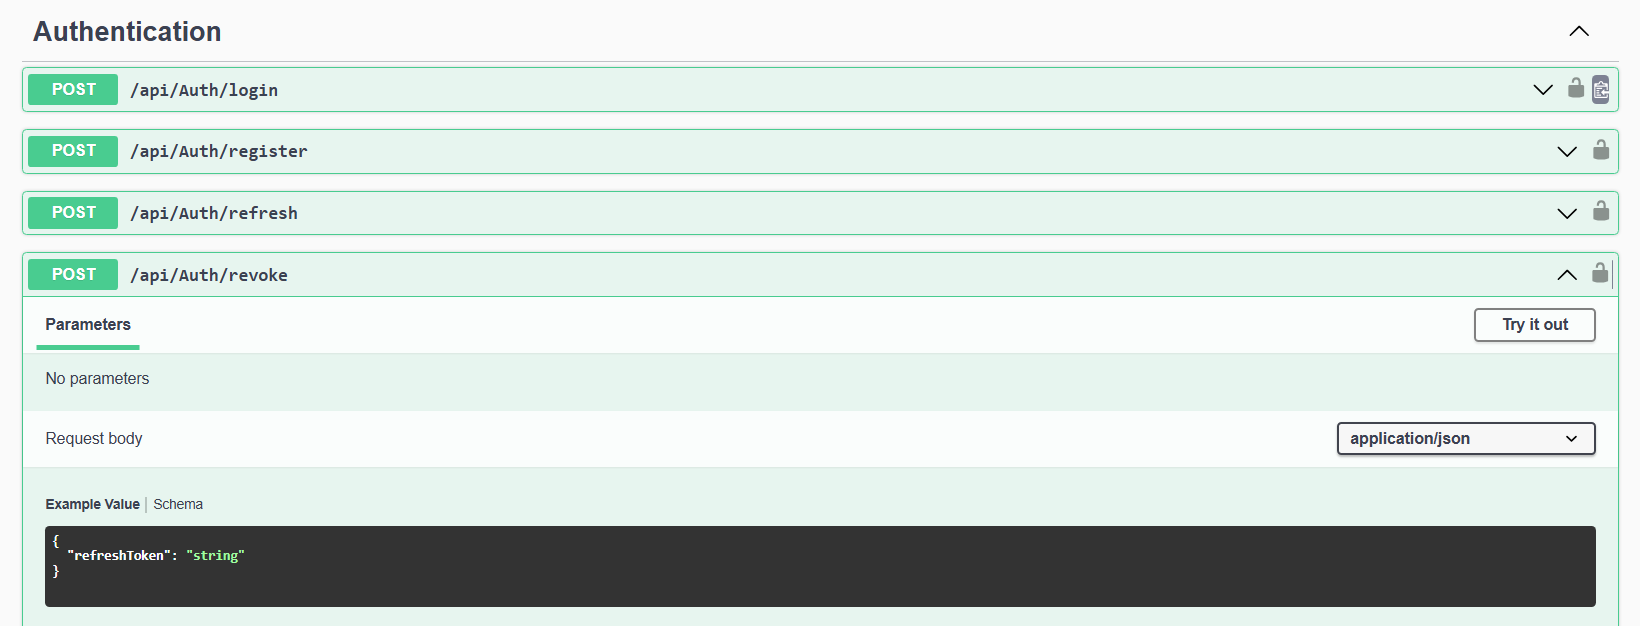 Authentication
POST /api/Auth/login
POST /api/Auth/register
POST /api/Auth/refresh
POST /api/Auth/revoke
Parameters
Try it out
No parameters
Request body
application/json
Example Value | Schema
{
  "refreshToken": "string"
}